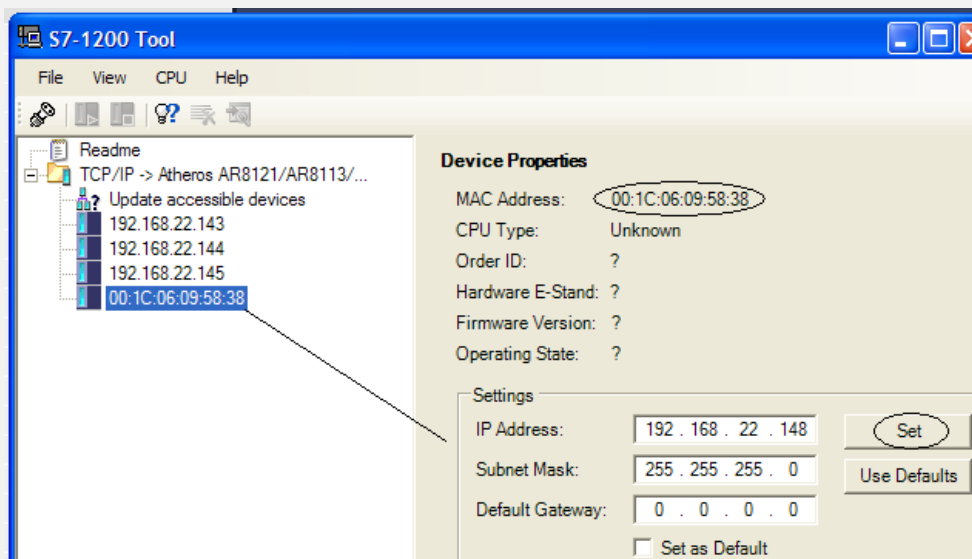 S7-1200 Tool
File View CPU Help
Readme
TCP/IP -> Atheros AR8121/AR8113/...
Update accessible devices
192.168.22.143
192.168.22.144
192.168.22.145
00:1C:06:09:58:38
Device Properties
MAC Address: 00:1C:06:09:58:38
CPU Type: Unknown
Order ID: ?
Hardware E-Stand: ?
Firmware Version: ?
Operating State: ?
Settings
IP Address: 192 . 168 . 22 . 148 Set
Subnet Mask: 255 . 255 . 255 . 0 Use Defaults
Default Gateway: 0 . 0 . 0 . 0
Set as Default